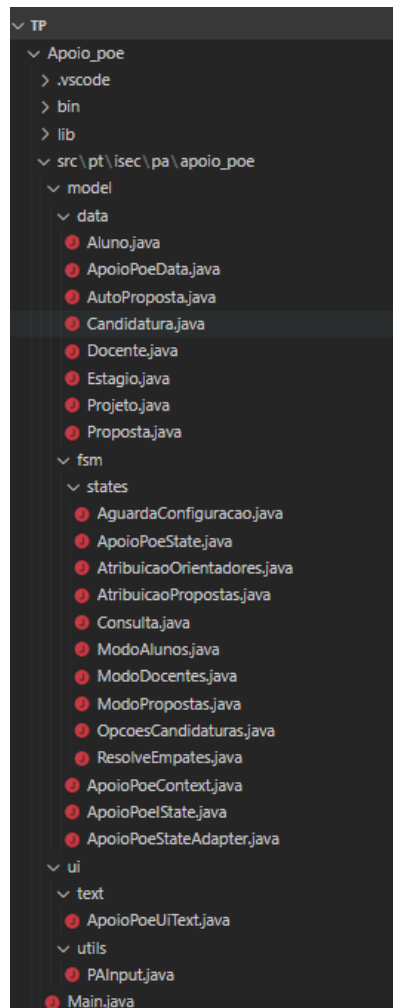 TP
Apoio_poe
.vscode
bin
lib
src\pt\isec\pa\apoio_poe
model
data
Aluno.java
ApoioPoeData.java
AutoProposta.java
Candidatura.java
Docente.java
Estagio.java
Projeto.java
Proposta.java
fsm
states
AguardaConfiguracao.java
ApoioPoeState.java
AtribuicaoOrientadores.java
AtribuicaoPropostas.java
Consulta.java
ModoAlunos.java
ModoDocentes.java
ModoPropostas.java
OpcoesCandidaturas.java
ResolveEmpates.java
ApoioPoeContext.java
ApoioPoeIState.java
ApoioPoeStateAdapter.java
ui
text
ApoioPoeUiText.java
utils
PAInput.java
Main.java